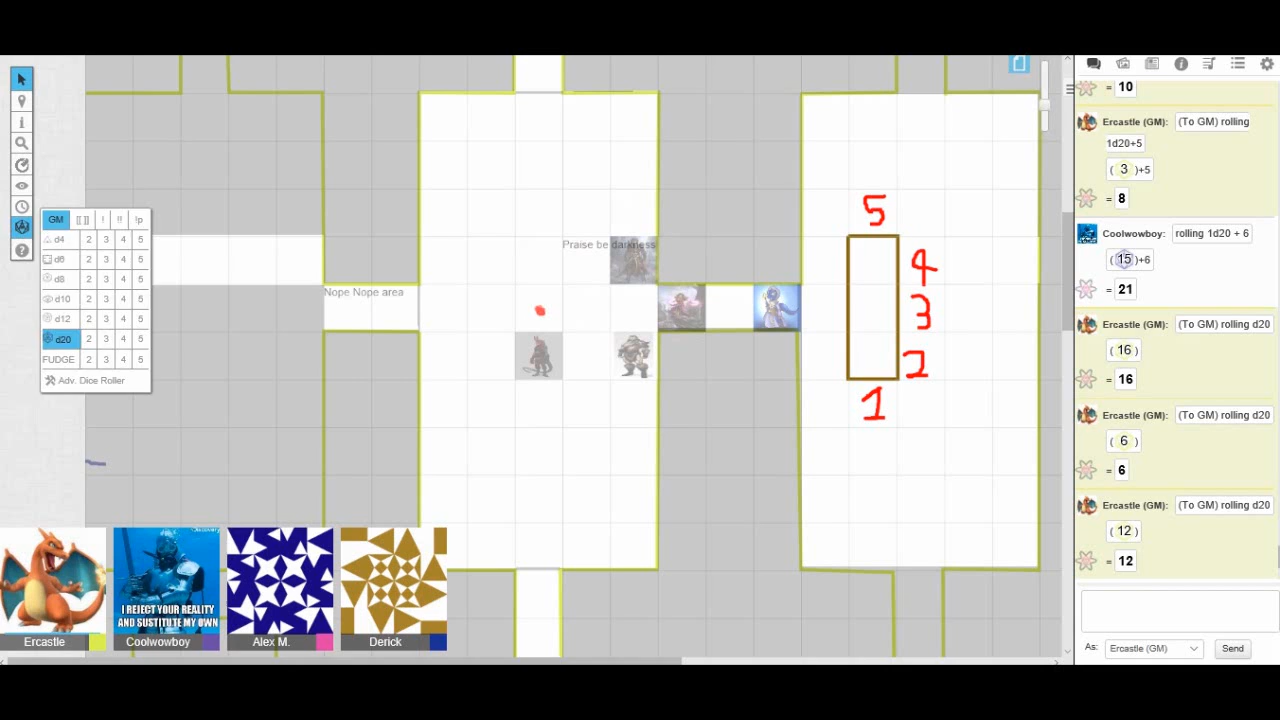 GM [[ ]] ! !! !p
d4 2 3 4 5
d6 2 3 4 5
d8 2 3 4 5
d10 2 3 4 5
d12 2 3 4 5
d20 2 3 4 5
FUDGE 2 3 4 5
Adv. Dice Roller
Praise be darkness
Nope Nope area
5
4
3
2
1
I REJECT YOUR REALITY
AND SUSTITUTE MY OWN
Ercastle
Coolwowboy
Alex M.
Derick
= 10
Ercastle (GM): (To GM) rolling
1d20+5
( 3 )+5
= 8
Coolwowboy: rolling 1d20 + 6
( 15 )+6
= 21
Ercastle (GM): (To GM) rolling d20
( 16 )
= 16
Ercastle (GM): (To GM) rolling d20
( 6 )
= 6
Ercastle (GM): (To GM) rolling d20
( 12 )
= 12
As: Ercastle (GM) Send